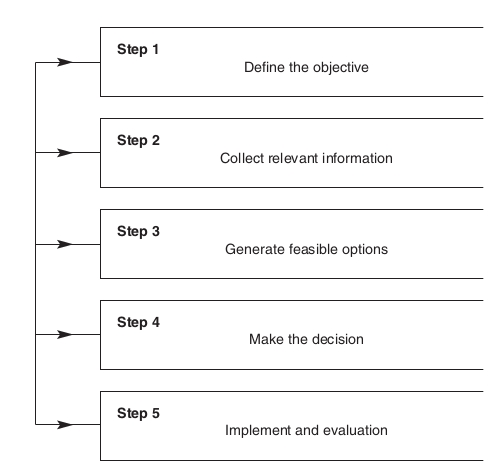 Step 1
Define the objective
Step 2
Collect relevant information
Step 3
Generate feasible options
Step 4
Make the decision
Step 5
Implement and evaluation